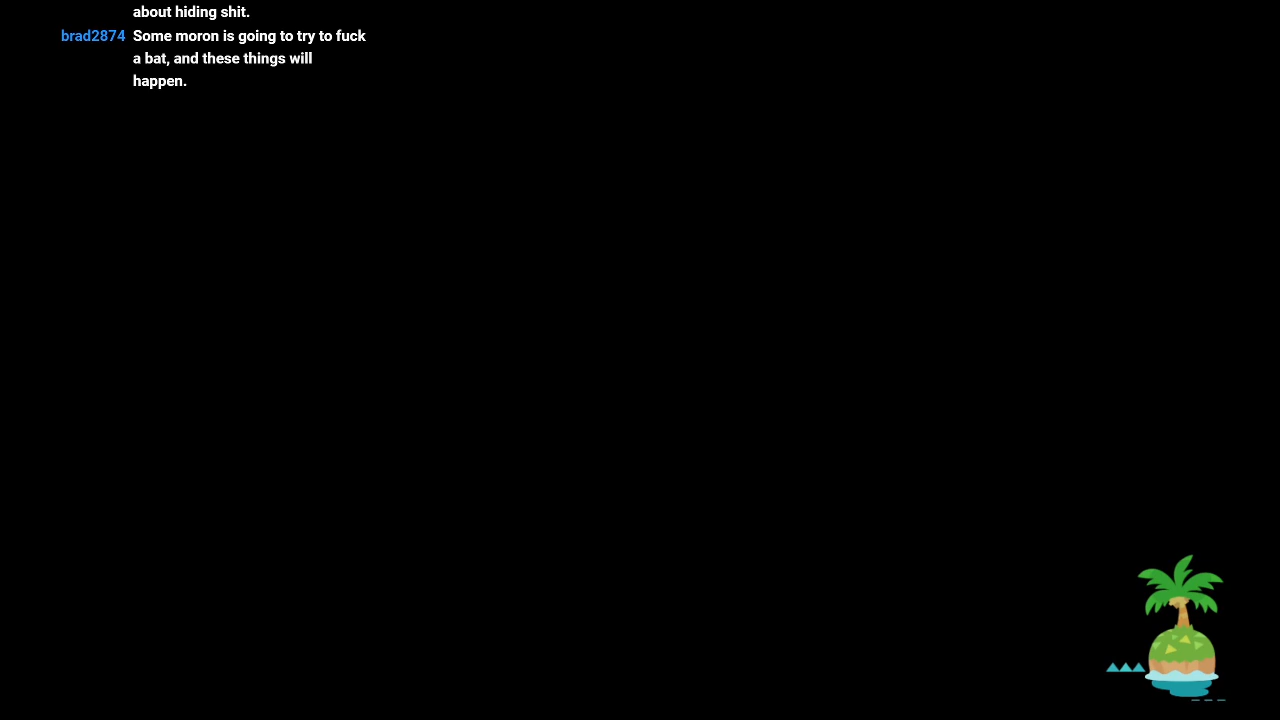 about hiding shit.
brad2874 Some moron is going to try to fuck
a bat, and these things will
happen.